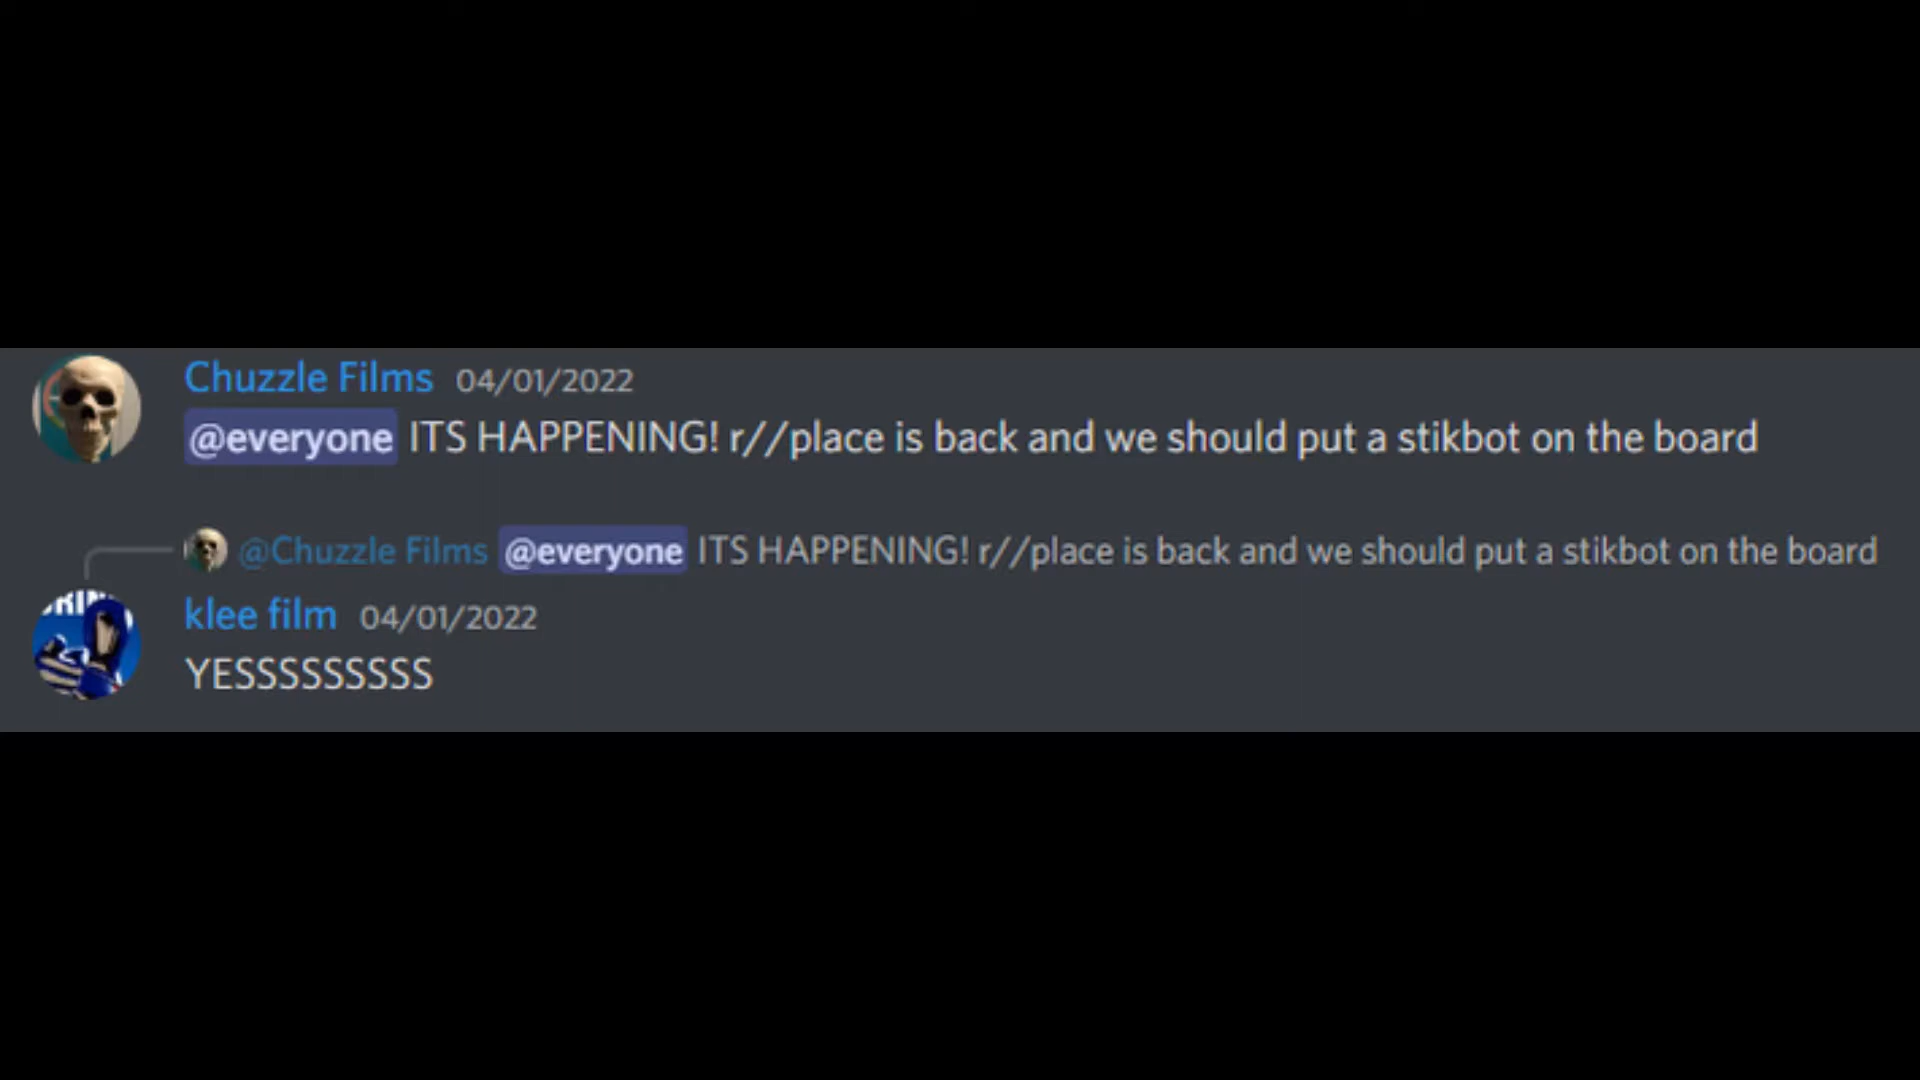 Chuzzle Films 04/01/2022
@everyone ITS HAPPENING! r//place is back and we should put a stikbot on the board
@Chuzzle Films @everyone ITS HAPPENING! r//place is back and we should put a stikbot on the board
klee film 04/01/2022
YESSSSSSSSS